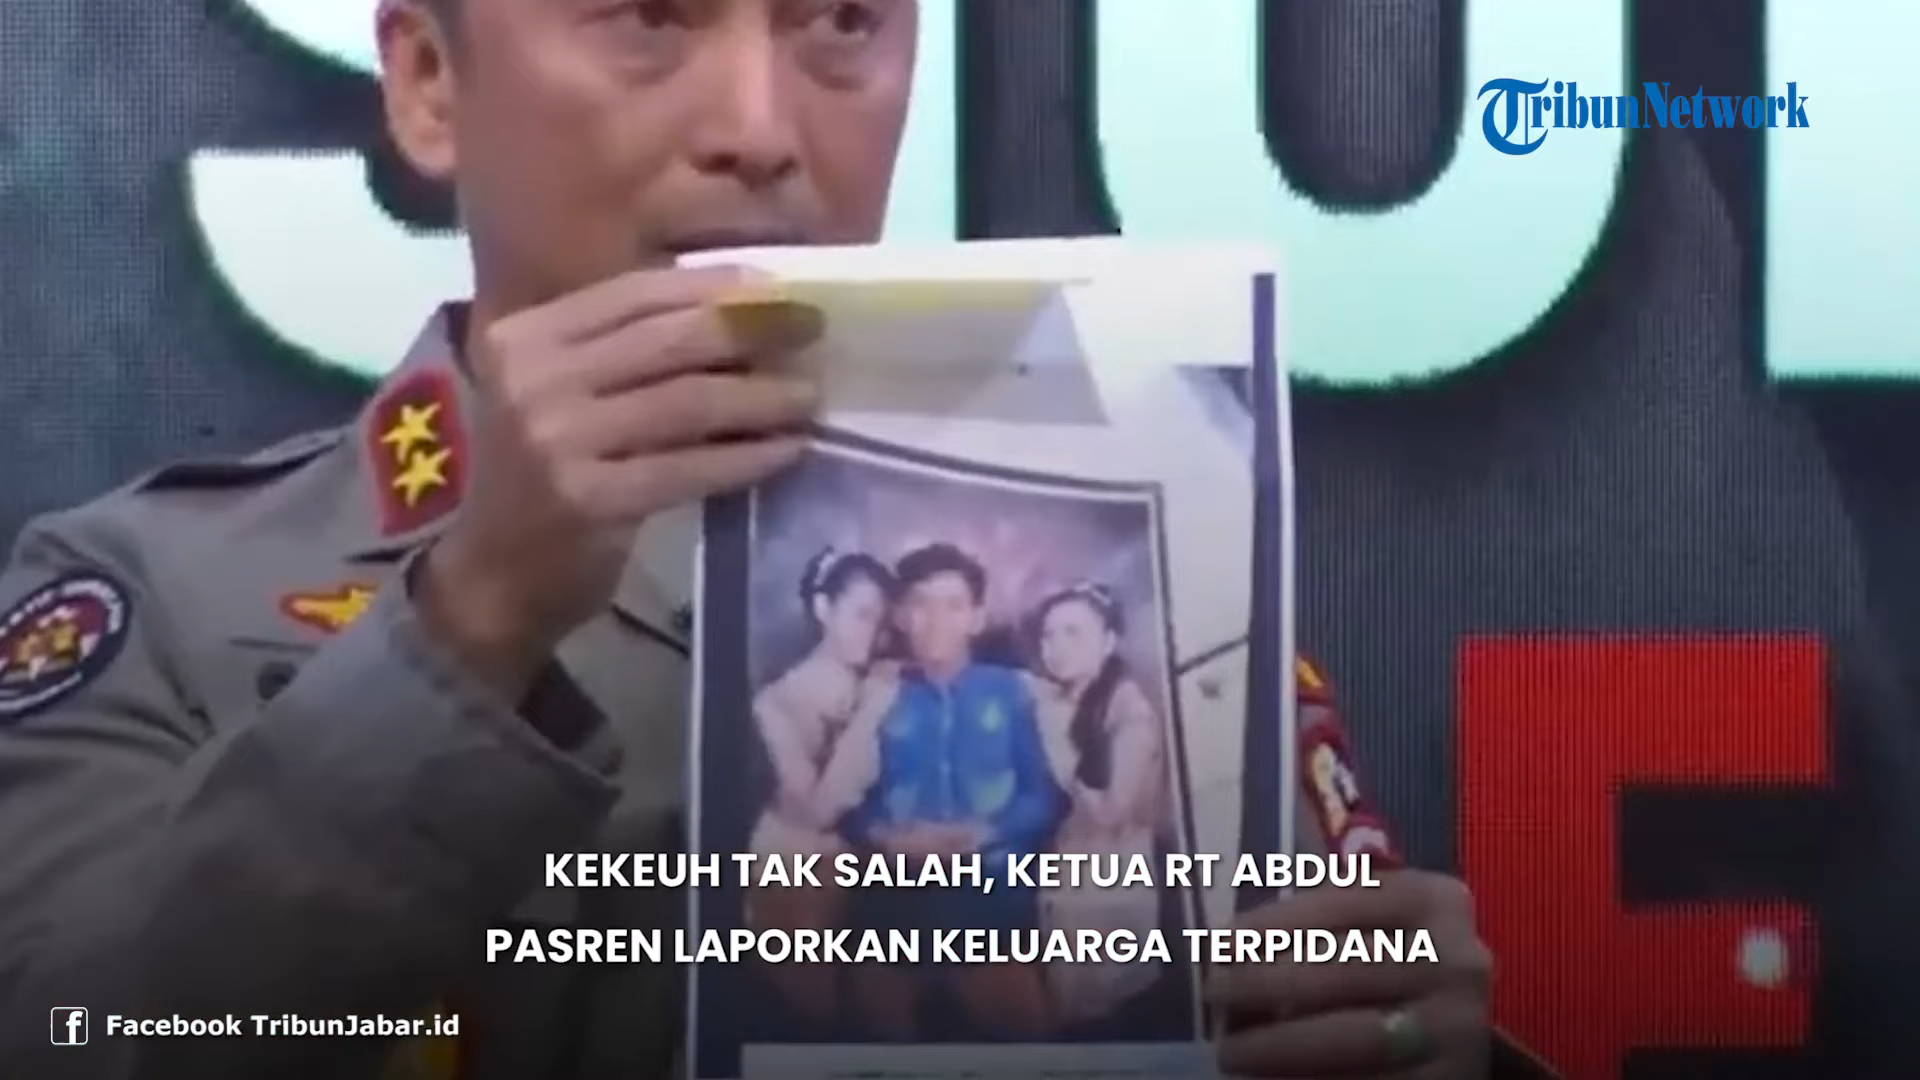 TribunNetwork
KEKEUH TAK SALAH, KETUA RT ABDUL
PASREN LAPORKAN KELUARGA TERPIDANA
Facebook TribunJabar.id